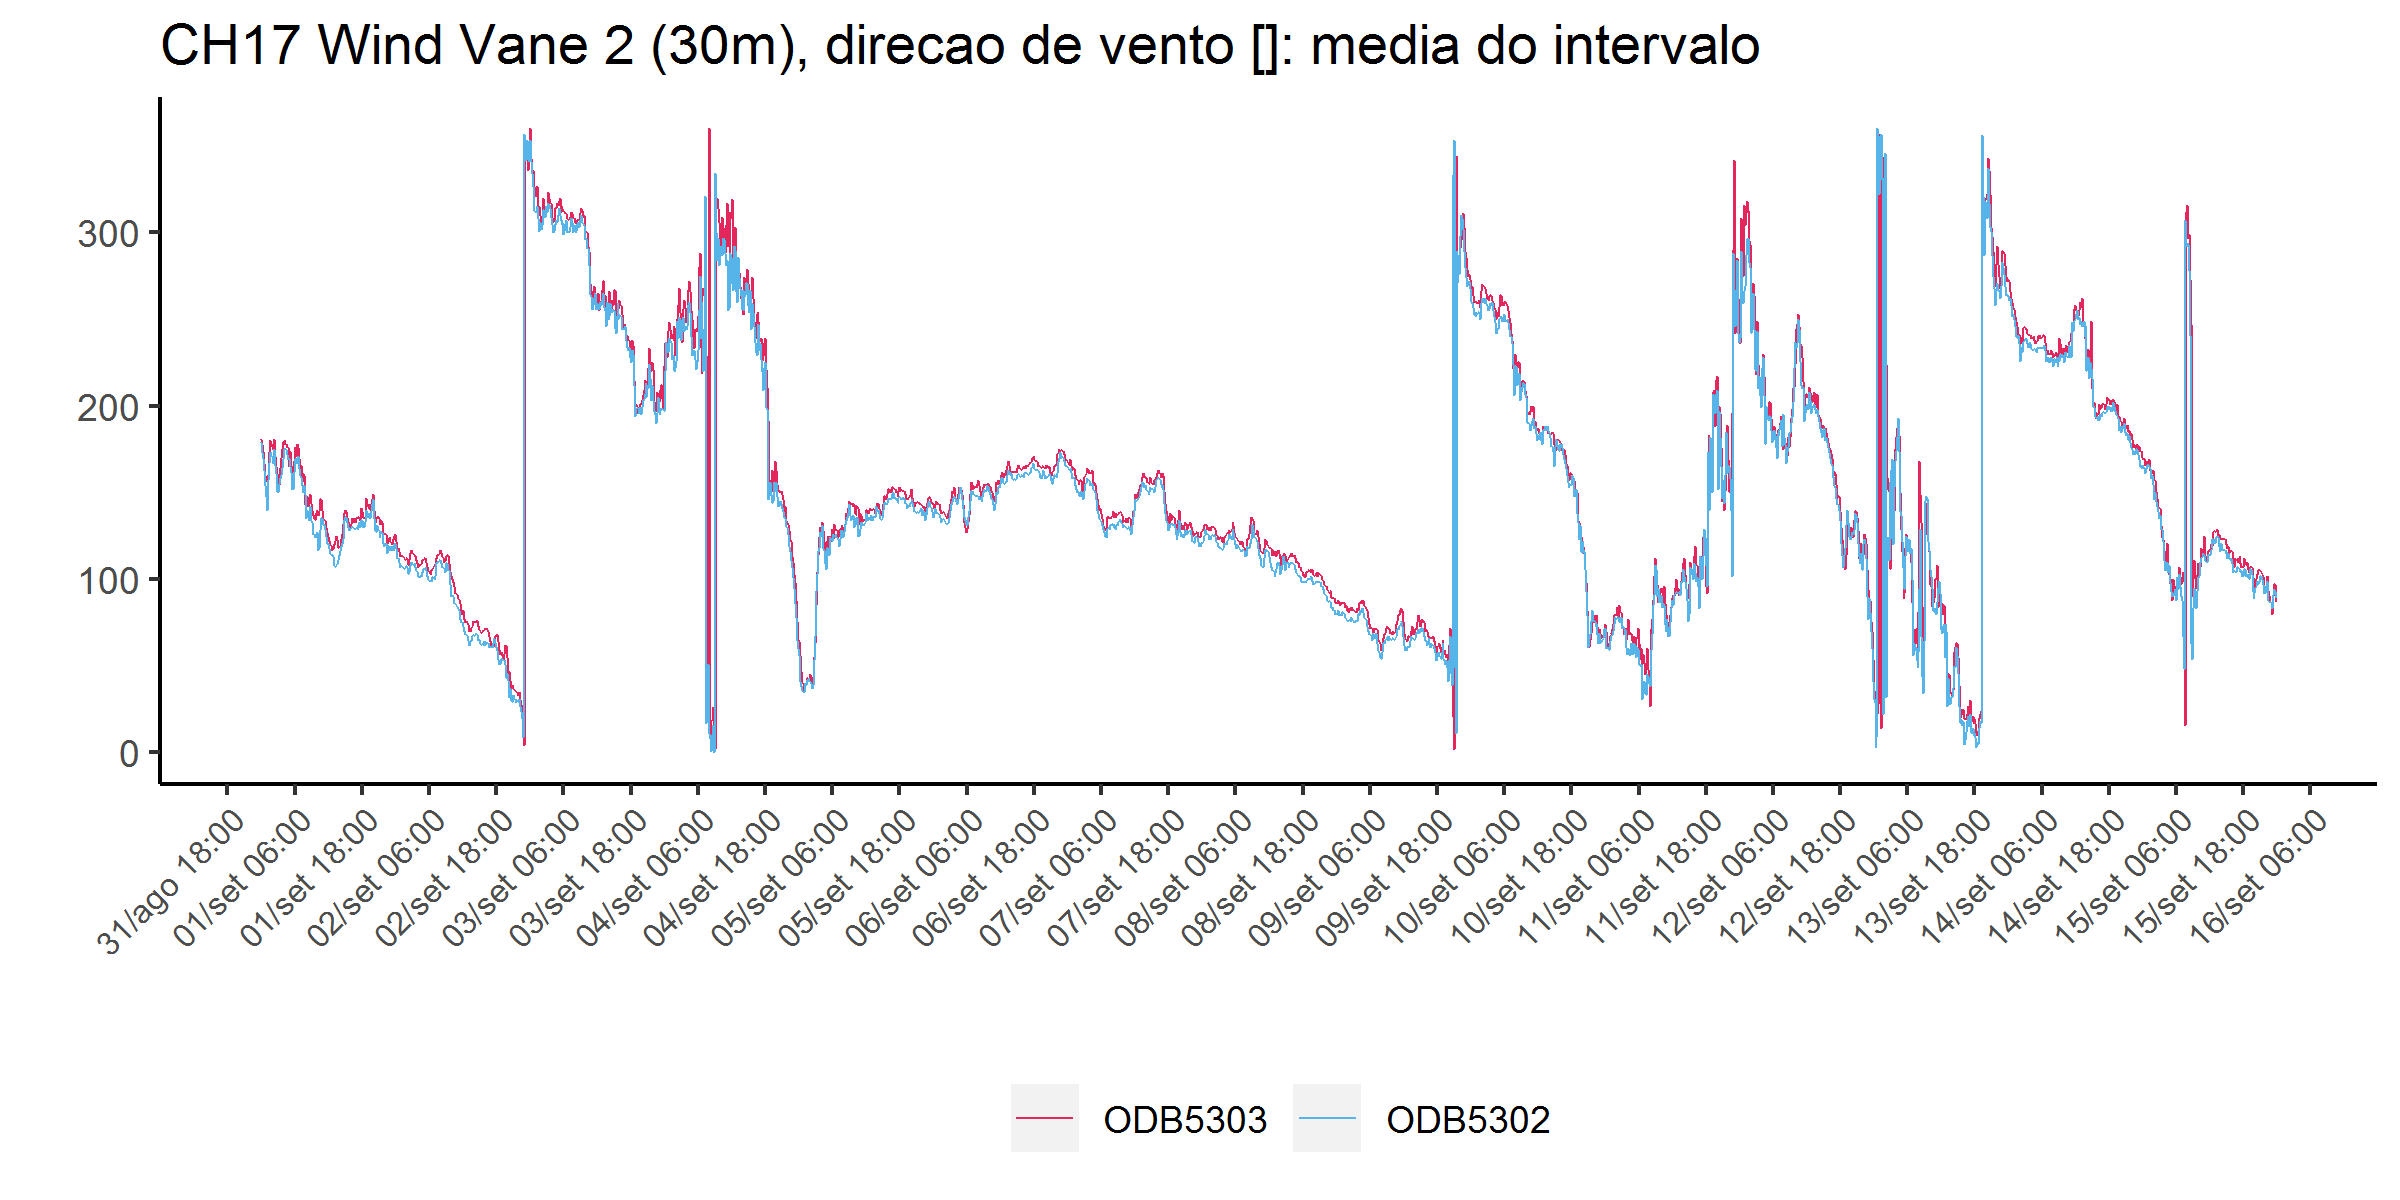 CH17 Wind Vane 2 (30m), direcao de vento []: media do intervalo
300
200
100
0
31/ago 18:00
01/set 06:00
01/set 18:00
02/set 06:00
02/set 18:00
03/set 06:00
03/set 18:00
04/set 06:00
04/set 18:00
05/set 06:00
05/set 18:00
06/set 06:00
06/set 18:00
07/set 06:00
07/set 18:00
08/set 06:00
08/set 18:00
09/set 06:00
09/set 18:00
10/set 06:00
10/set 18:00
11/set 06:00
11/set 18:00
12/set 06:00
12/set 18:00
13/set 06:00
13/set 18:00
14/set 06:00
14/set 18:00
15/set 06:00
15/set 18:00
16/set 06:00
ODB5303
ODB5302